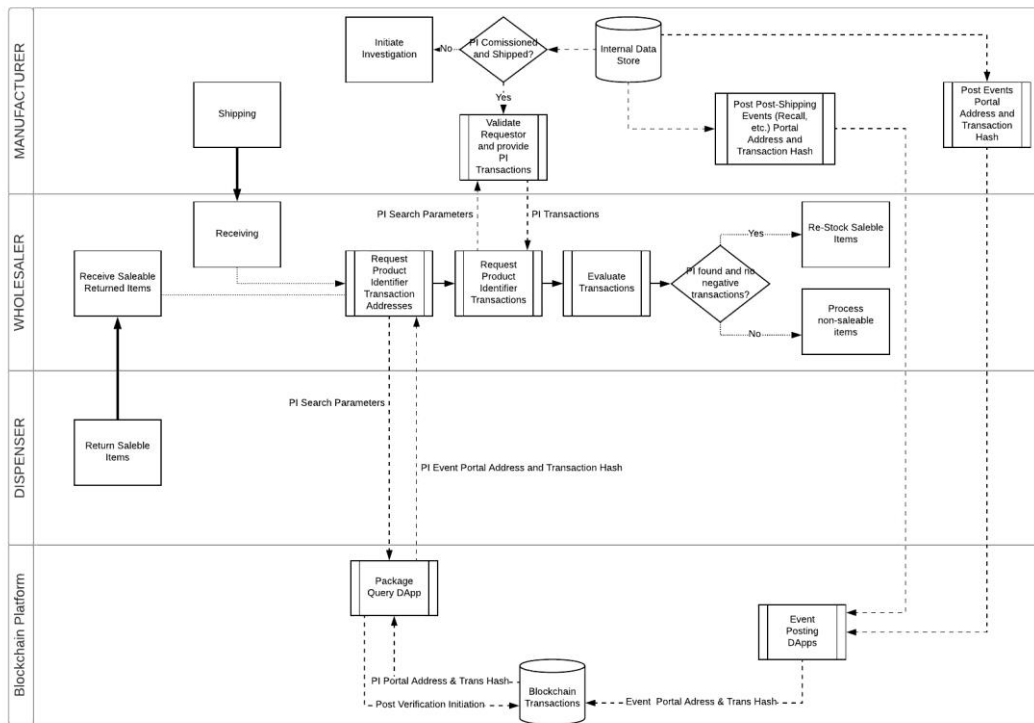 MANUFACTURER
Initiate
Investigation
No
PI Comissioned
and Shipped?
Internal Data
Store
Yes
Shipping
Validate
Requestor
and provide
PI
Transactions
Post Post-Shipping
Events (Recall,
etc.) Portal
Address and
Transaction Hash
Post Events
Portal
Address and
Transaction
Hash
WHOLESALER
PI Search Parameters
PI Transactions
Receiving
Receive Saleable
Returned Items
Request
Product
Identifier
Transaction
Addresses
Request
Product
Identifier
Transactions
Evaluate
Transactions
PI found and no
negative
transactions?
Yes
Re-Stock Saleble
Items
No
Process
non-saleable
items
DISPENSER
PI Search Parameters
Return Saleble
Items
PI Event Portal Address and Transaction Hash
Blockchain Platform
Package
Query DApp
Event
Posting
DApps
PI Portal Address & Trans Hash
Post Verification Initiation
Blockchain
Transactions
Event Portal Adress & Trans Hash